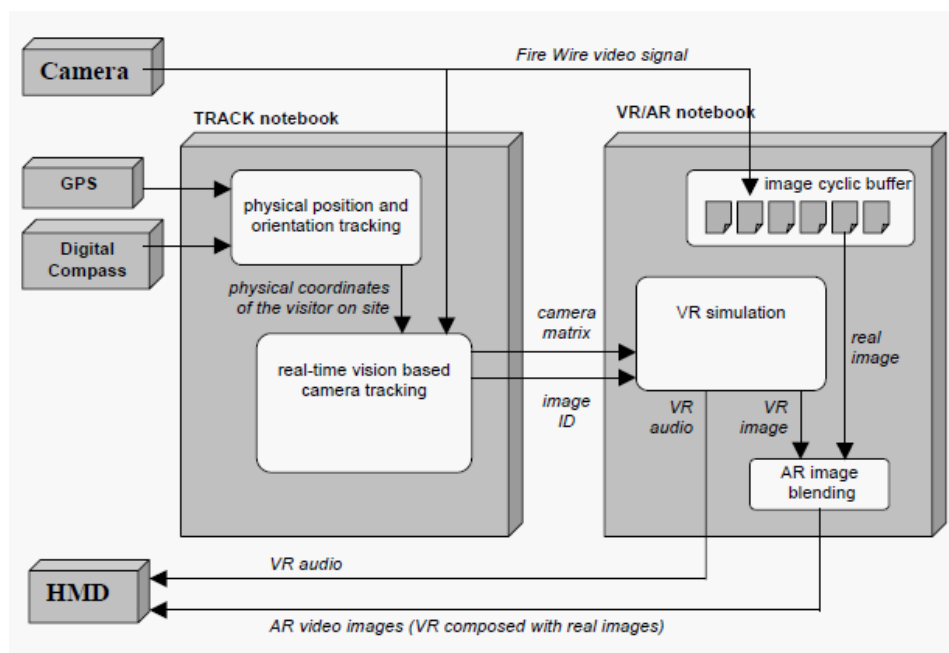 Camera
Fire Wire video signal
TRACK notebook
VR/AR notebook
GPS
Digital
Compass
physical position and
orientation tracking
image cyclic buffer
physical coordinates
of the visitor on site
camera
matrix
VR simulation
real
image
real-time vision based
camera tracking
image
ID
VR
audio
VR
image
AR image
blending
VR audio
HMD
AR video images (VR composed with real images)